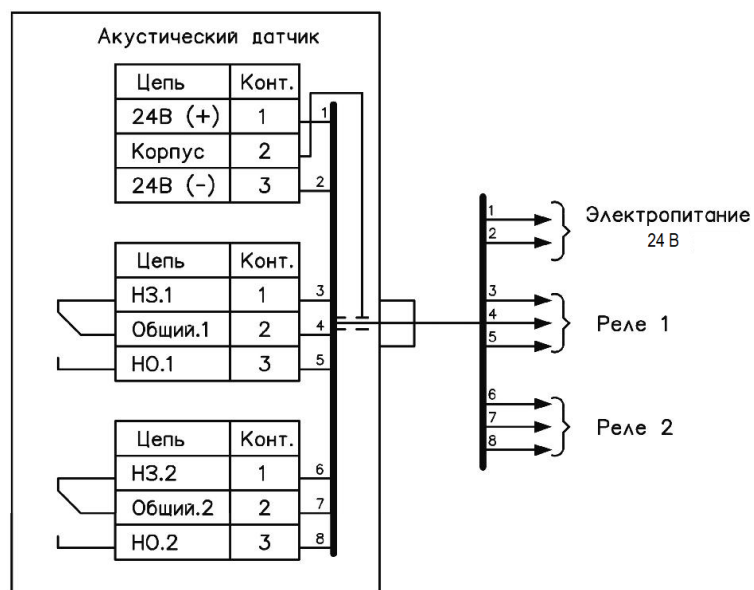 Акустический датчик
Цепь Конт.
24В (+) 1 1
Корпус 2
24В (-) 3 2
Цепь Конт.
НЗ.1 1 3
Общий.1 2 4
НО.1 3 5
Цепь Конт.
НЗ.2 1 6
Общий.2 2 7
НО.2 3 8
1
2
Электропитание
24 В
3
4
5
Реле 1
6
7
8
Реле 2